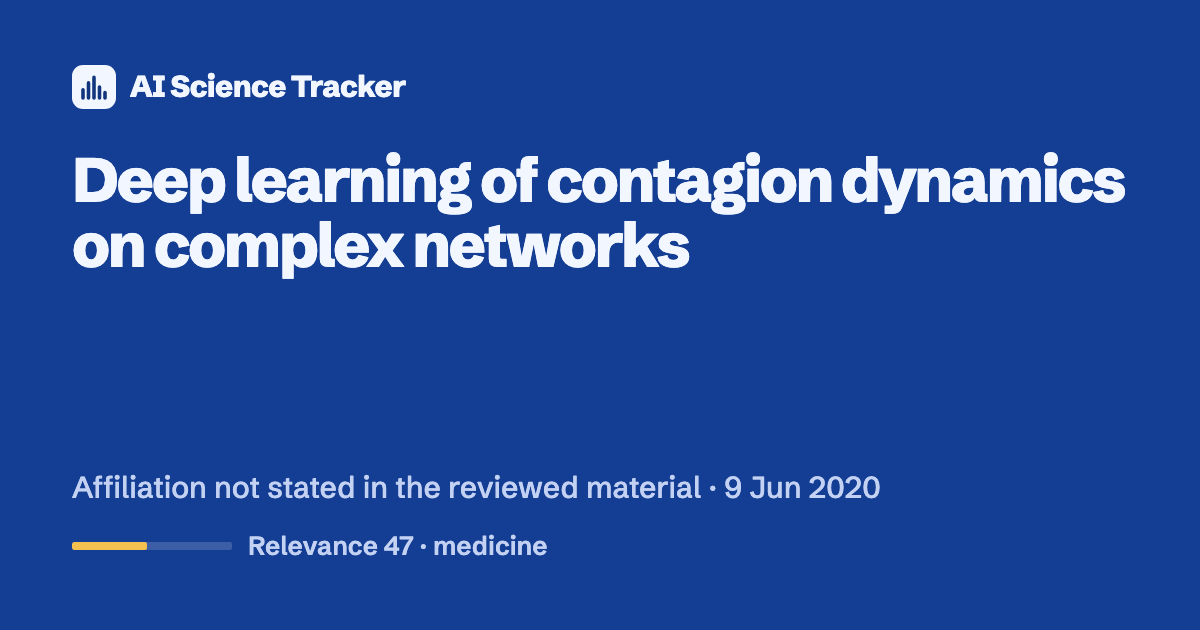 AI Science Tracker
Deep learning of contagion dynamics
on complex networks
Affiliation not stated in the reviewed material · 9 Jun 2020
Relevance 47 · medicine